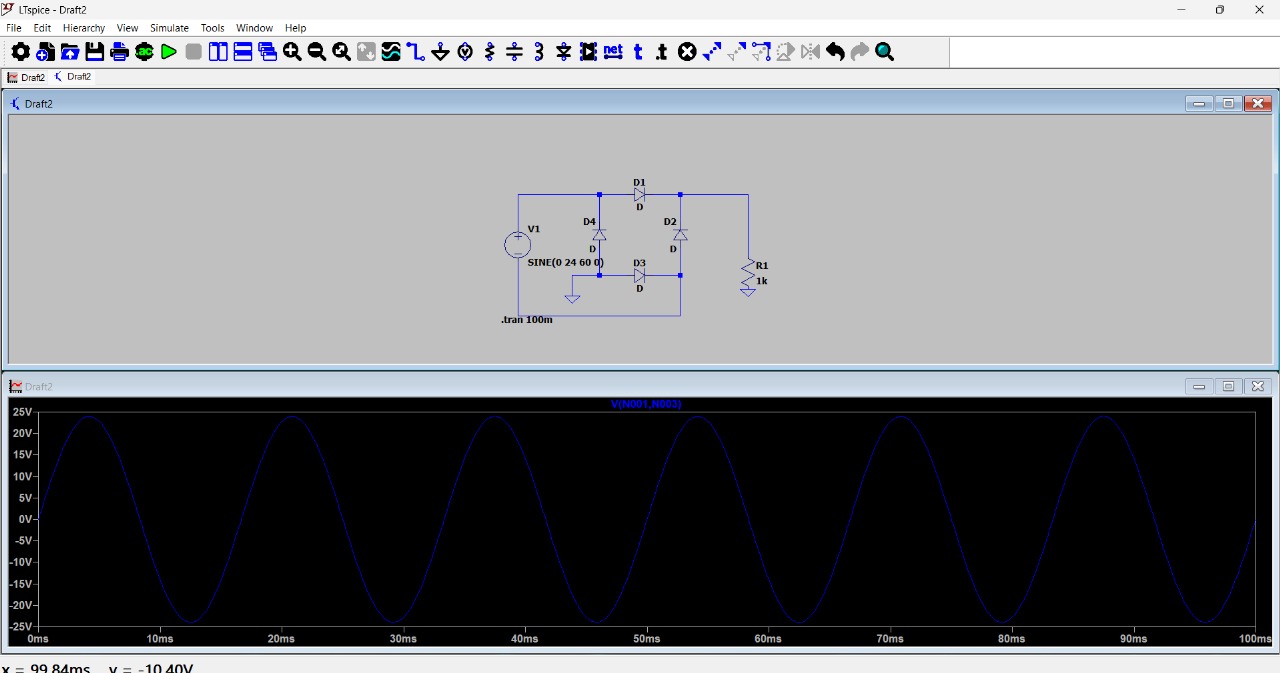 LTspice - Draft2
File Edit Hierarchy View Simulate Tools Window Help
.ac net t .t
Draft2 Draft2
Draft2
D1
D
D4 D2
V1
D D
SINE(0 24 60 0) D3
R1
D 1k
.tran 100m
Draft2
V(N001,N003)
25V
20V
15V
10V
5V
0V
-5V
-10V
-15V
-20V
-25V
0ms 10ms 20ms 30ms 40ms 50ms 60ms 70ms 80ms 90ms 100ms
x = 99.84ms y = -10.40V